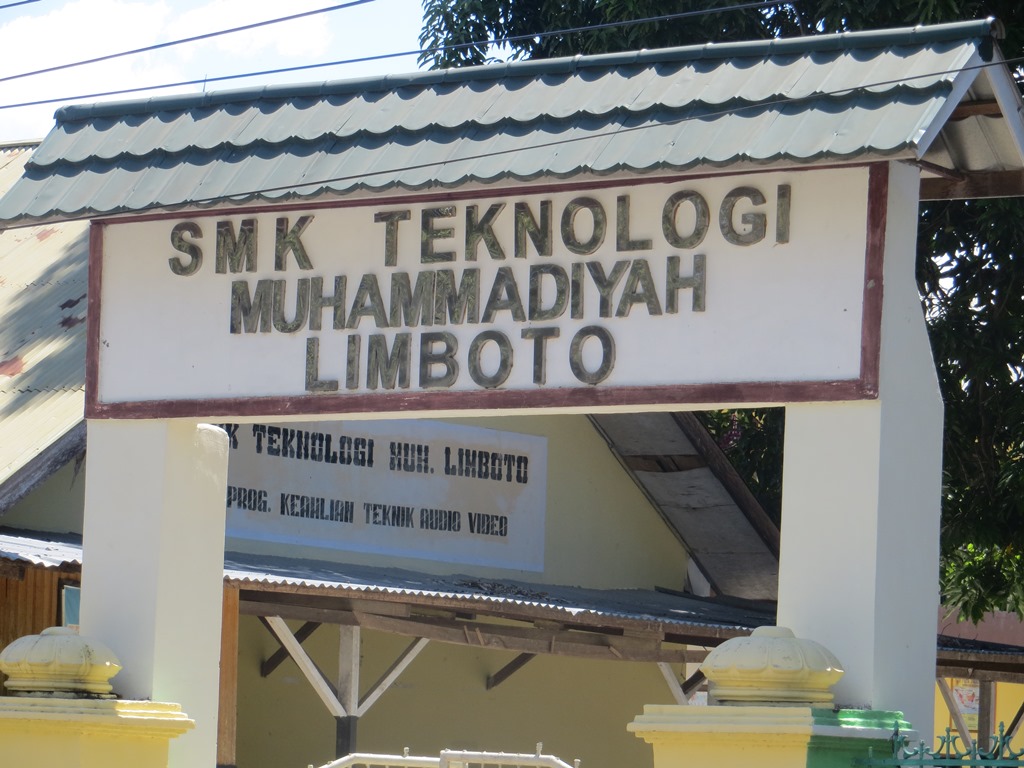 SMK TEKNOLOGI
MUHAMMADIYAH
LIMBOTO
K TEKNOLOGI MUH. LIMBOTO
PROG. KEAHLIAN TEKNIK AUDIO VIDEO